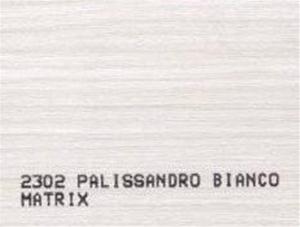 2302 PALISSANDRO BIANCO
MATRIX